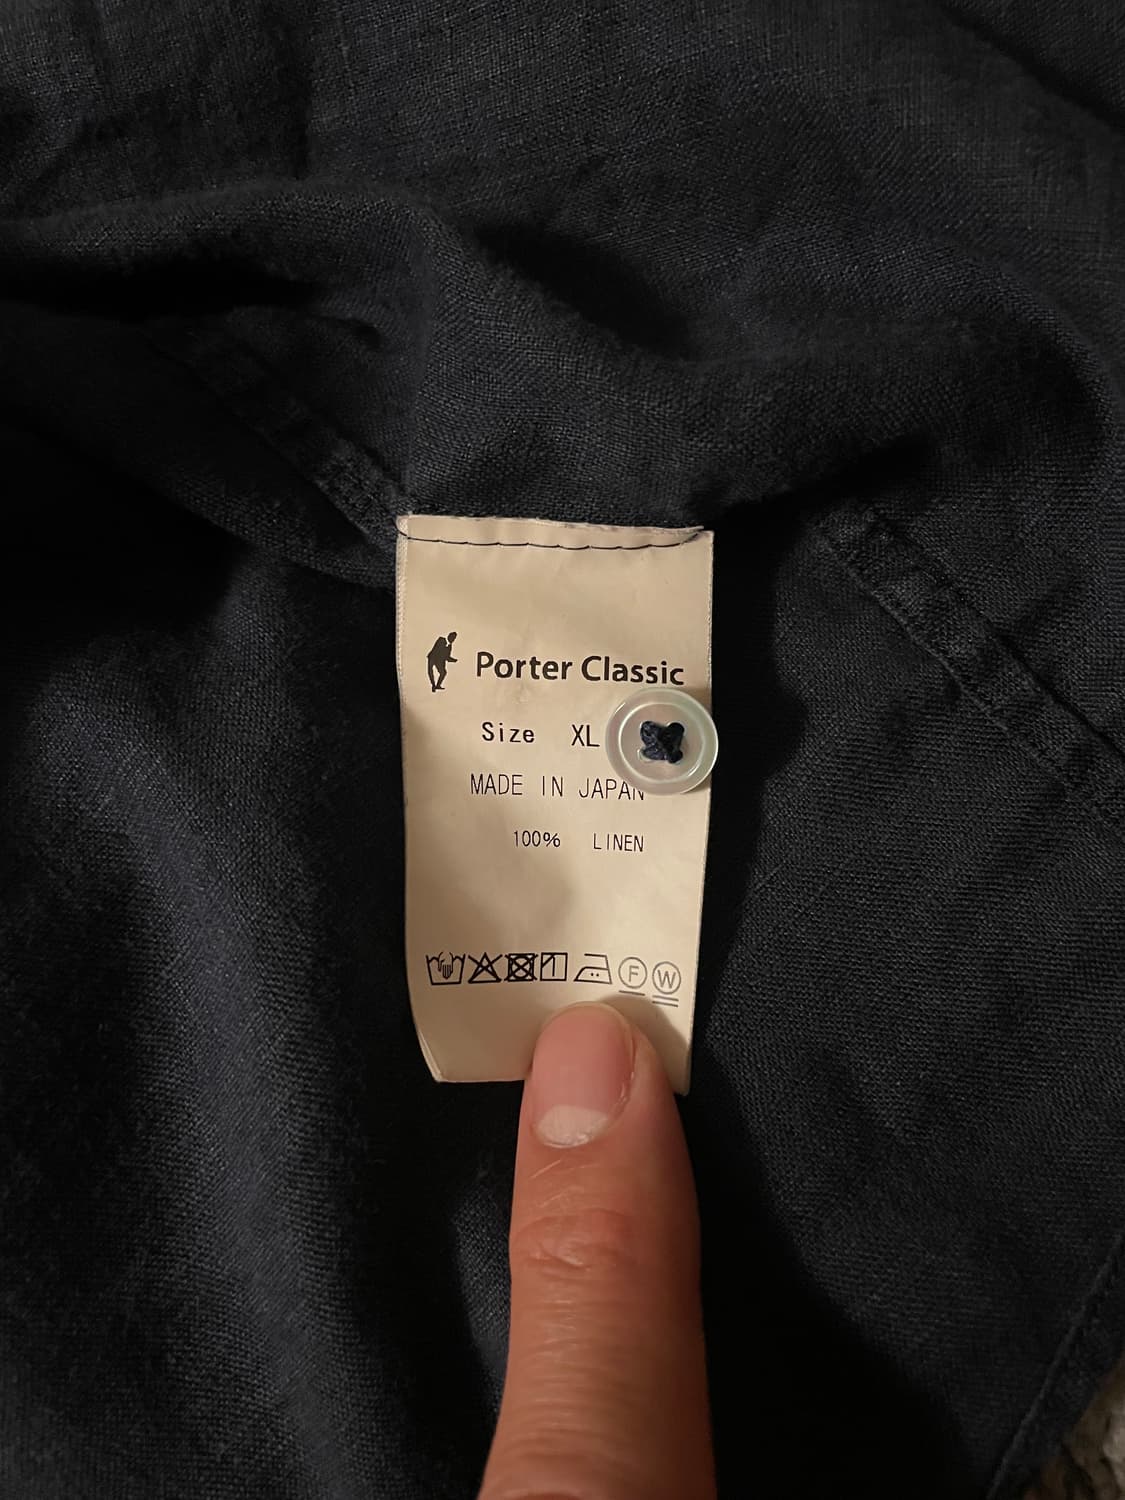 Porter Classic
Size XL
MADE IN JAPAN
100% LINEN
F W